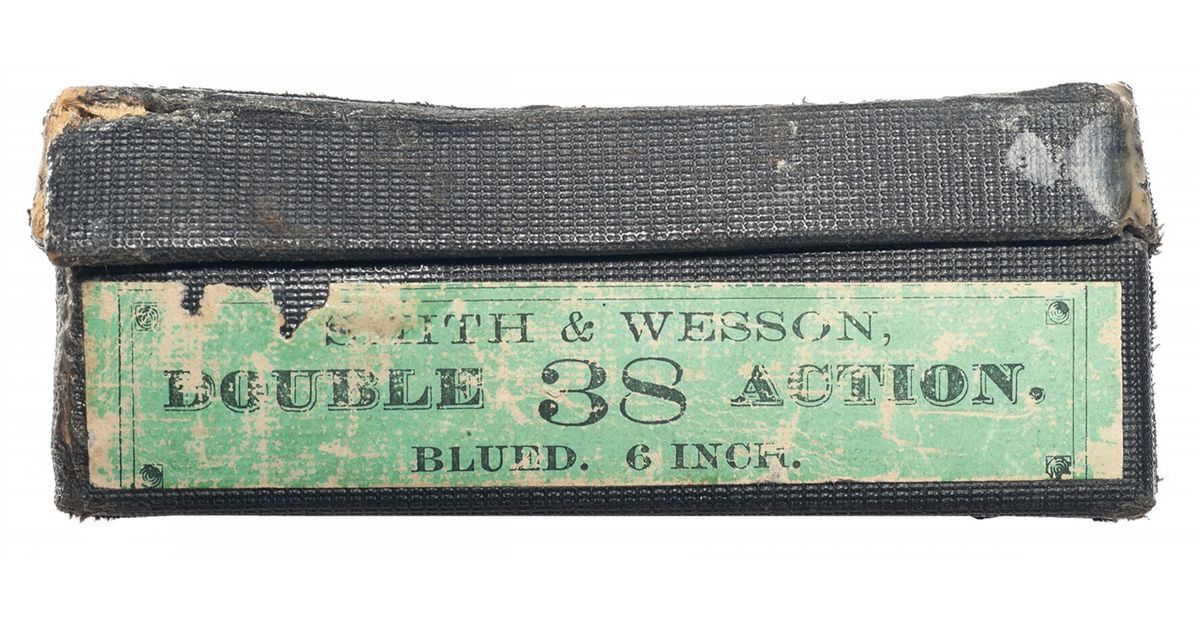 SMITH & WESSON,
DOUBLE 38 ACTION.
BLUED. 6 INCH.